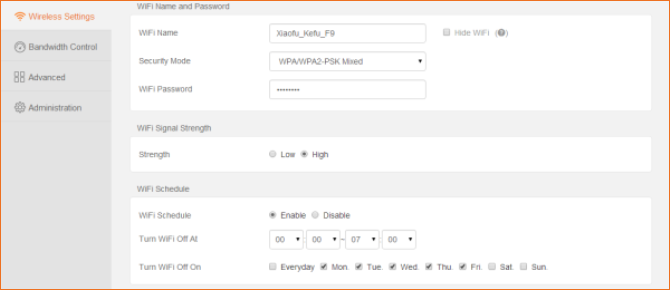 WiFi Name and Password
Wireless Settings
Bandwidth Control
Advanced
Administration
WiFi Name Xiaofu_Kefu_F9 Hide WiFi (?)
Security Mode WPA/WPA2-PSK Mixed
WiFi Password ********
WiFi Signal Strength
Strength Low High
WiFi Schedule
WiFi Schedule Enable Disable
Turn WiFi Off At 00 : 00 ~ 07 : 00
Turn WiFi Off On Everyday Mon. Tue. Wed. Thu. Fri. Sat. Sun.